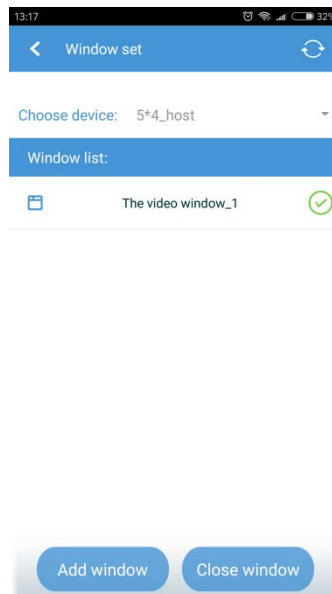 13:17 32%
Window set
Choose device: 5*4_host
Window list:
The video window_1
Add window Close window